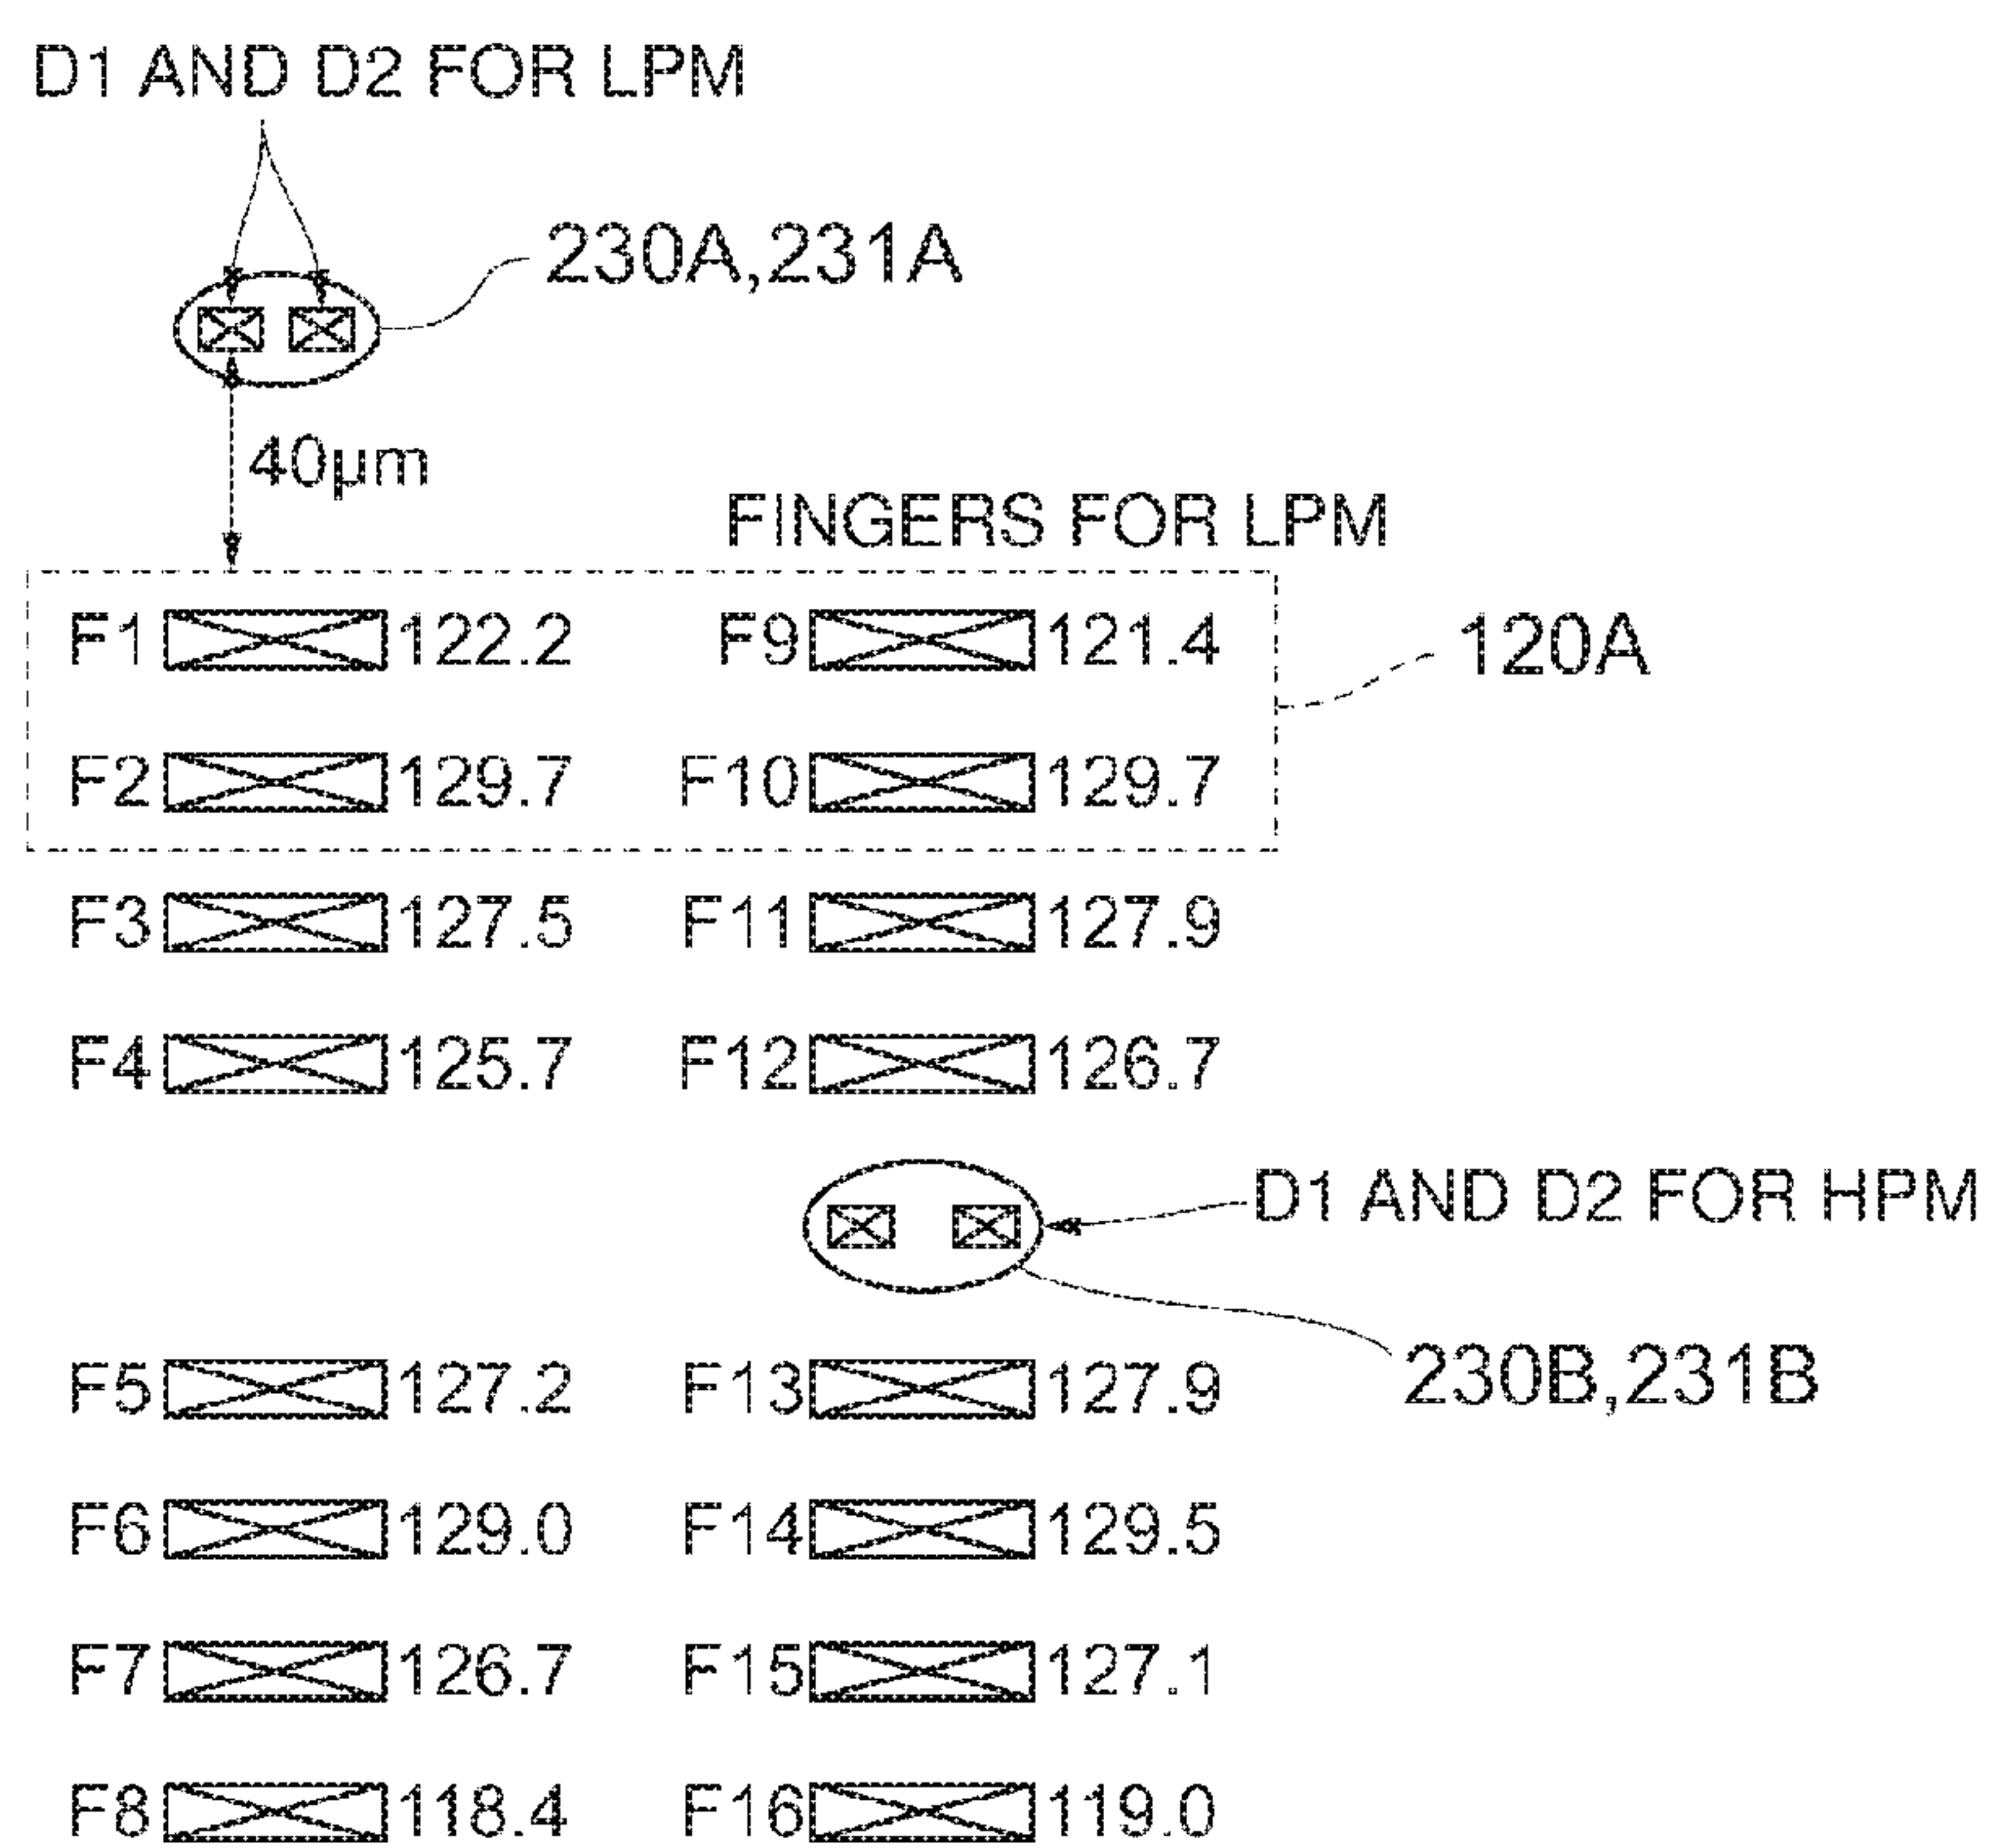 D1 AND D2 FOR LPM
230A,231A
40µm
FINGERS FOR LPM
F1 122.2 F9 121.4
120A
F2 129.7 F10 129.7
F3 127.5 F11 127.9
F4 125.7 F12 126.7
D1 AND D2 FOR HPM
F5 127.2 F13 127.9
230B,231B
F6 129.0 F14 129.5
F7 126.7 F15 127.1
F8 118.4 F16 119.0